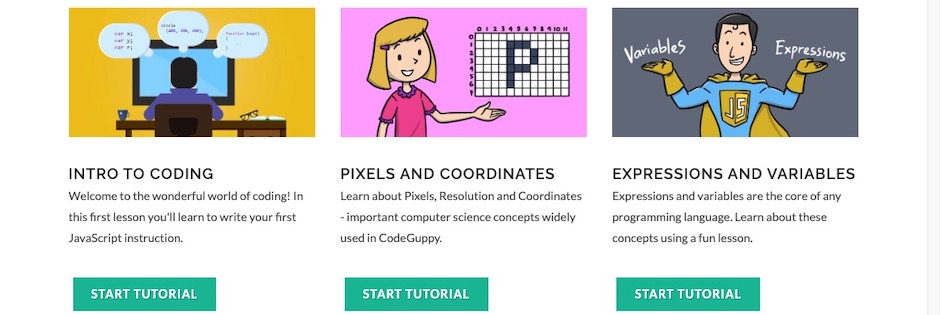 var x;
var y;
var r;
circle
(400, 300, 200);
function loop()
{
}
0 1 2 3 4 5 6 7 8 9 10 11
0
1
2
3
4
5
6
7
P
Variables
Expressions
JS
INTRO TO CODING
Welcome to the wonderful world of coding! In
this first lesson you'll learn to write your first
JavaScript instruction.
START TUTORIAL
PIXELS AND COORDINATES
Learn about Pixels, Resolution and Coordinates
- important computer science concepts widely
used in CodeGuppy.
START TUTORIAL
EXPRESSIONS AND VARIABLES
Expressions and variables are the core of any
programming language. Learn about these
concepts using a fun lesson.
START TUTORIAL